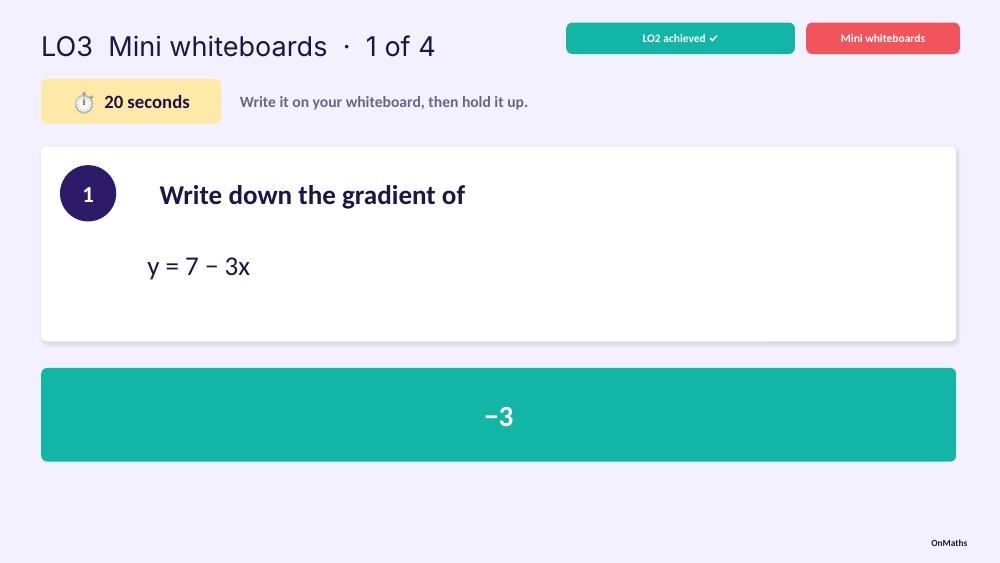 LO3 Mini whiteboards · 1 of 4
LO2 achieved ✓
Mini whiteboards
⏱ 20 seconds
Write it on your whiteboard, then hold it up.
1
Write down the gradient of
y = 7 − 3x
−3
OnMaths